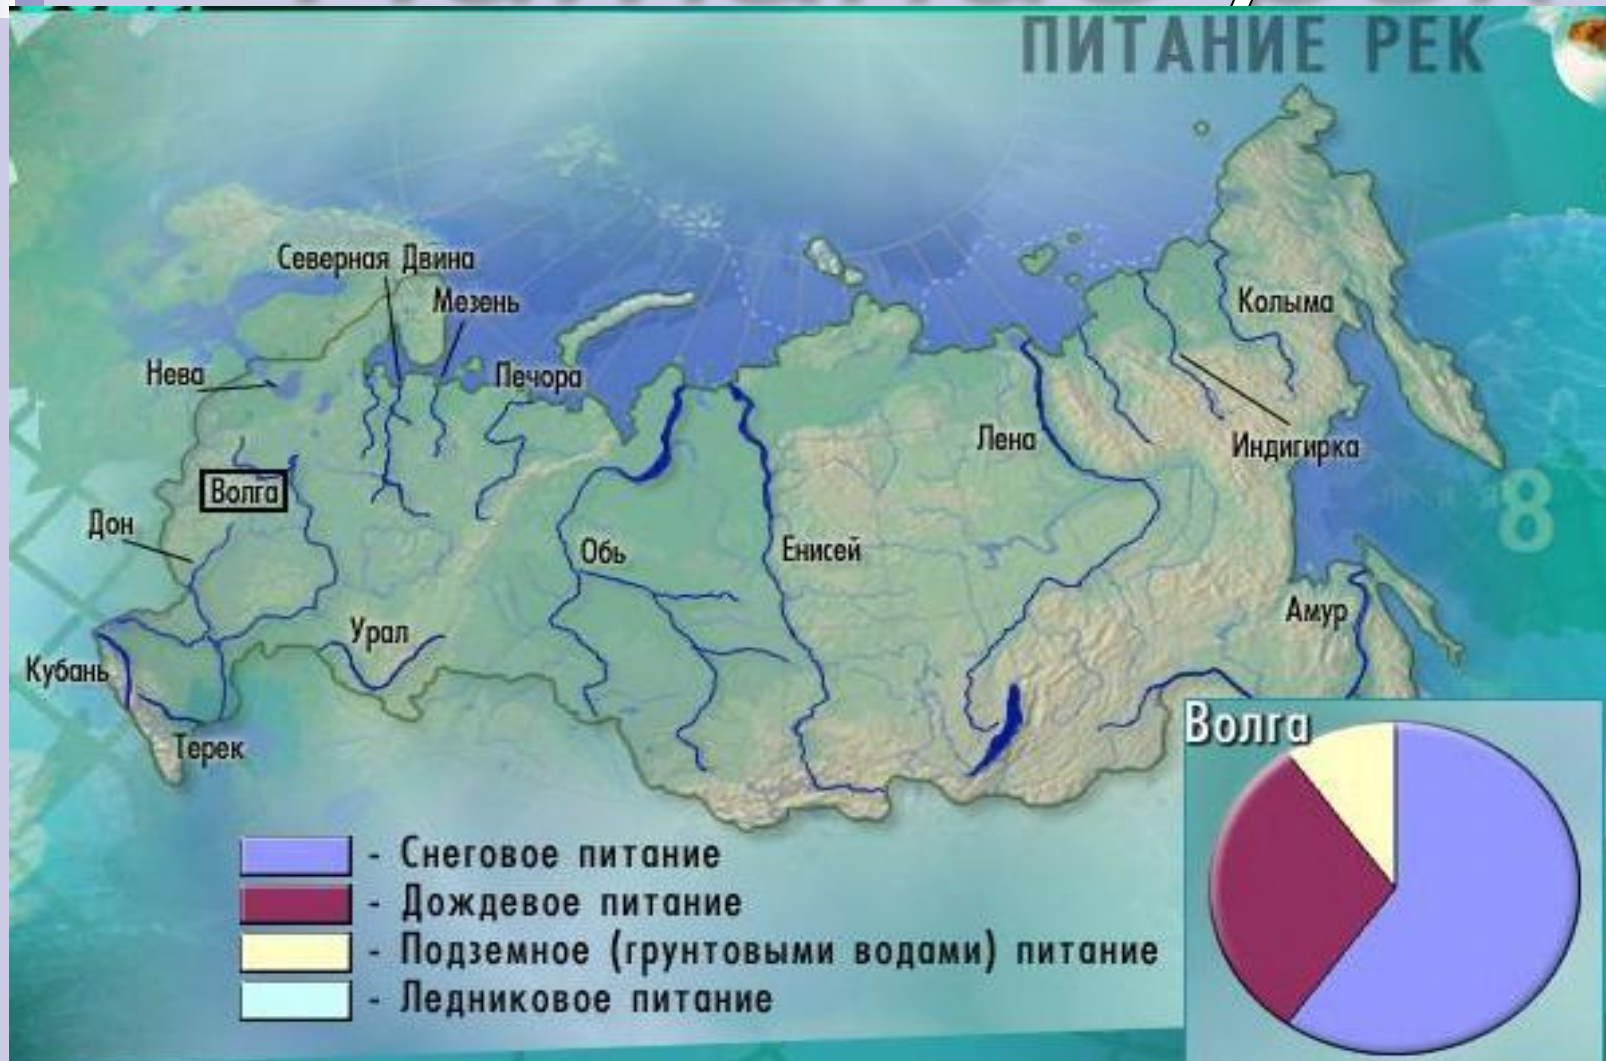 ПИТАНИЕ РЕК
Северная Двина
Мезень
Колыма
Нева
Печора
Лена
Индигирка
Волга
Дон
Обь
Енисей
8
Амур
Урал
Кубань
Терек
Волга
- Снеговое питание
- Дождевое питание
- Подземное (грунтовыми водами) питание
- Ледниковое питание